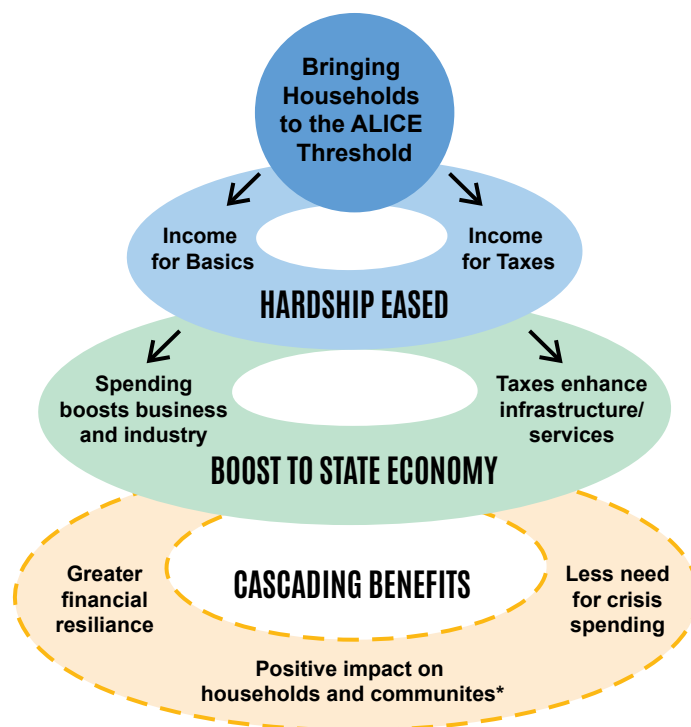 Bringing
Households
to the ALICE
Threshold
Income
for Basics
Income
for Taxes
HARDSHIP EASED
Spending
boosts business
and industry
Taxes enhance
infrastructure/
services
BOOST TO STATE ECONOMY
Greater
financial
resiliance
CASCADING BENEFITS
Less need
for crisis
spending
Positive impact on
households and communites*